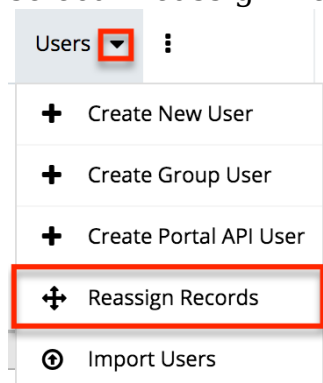 Users
Create New User
Create Group User
Create Portal API User
Reassign Records
Import Users